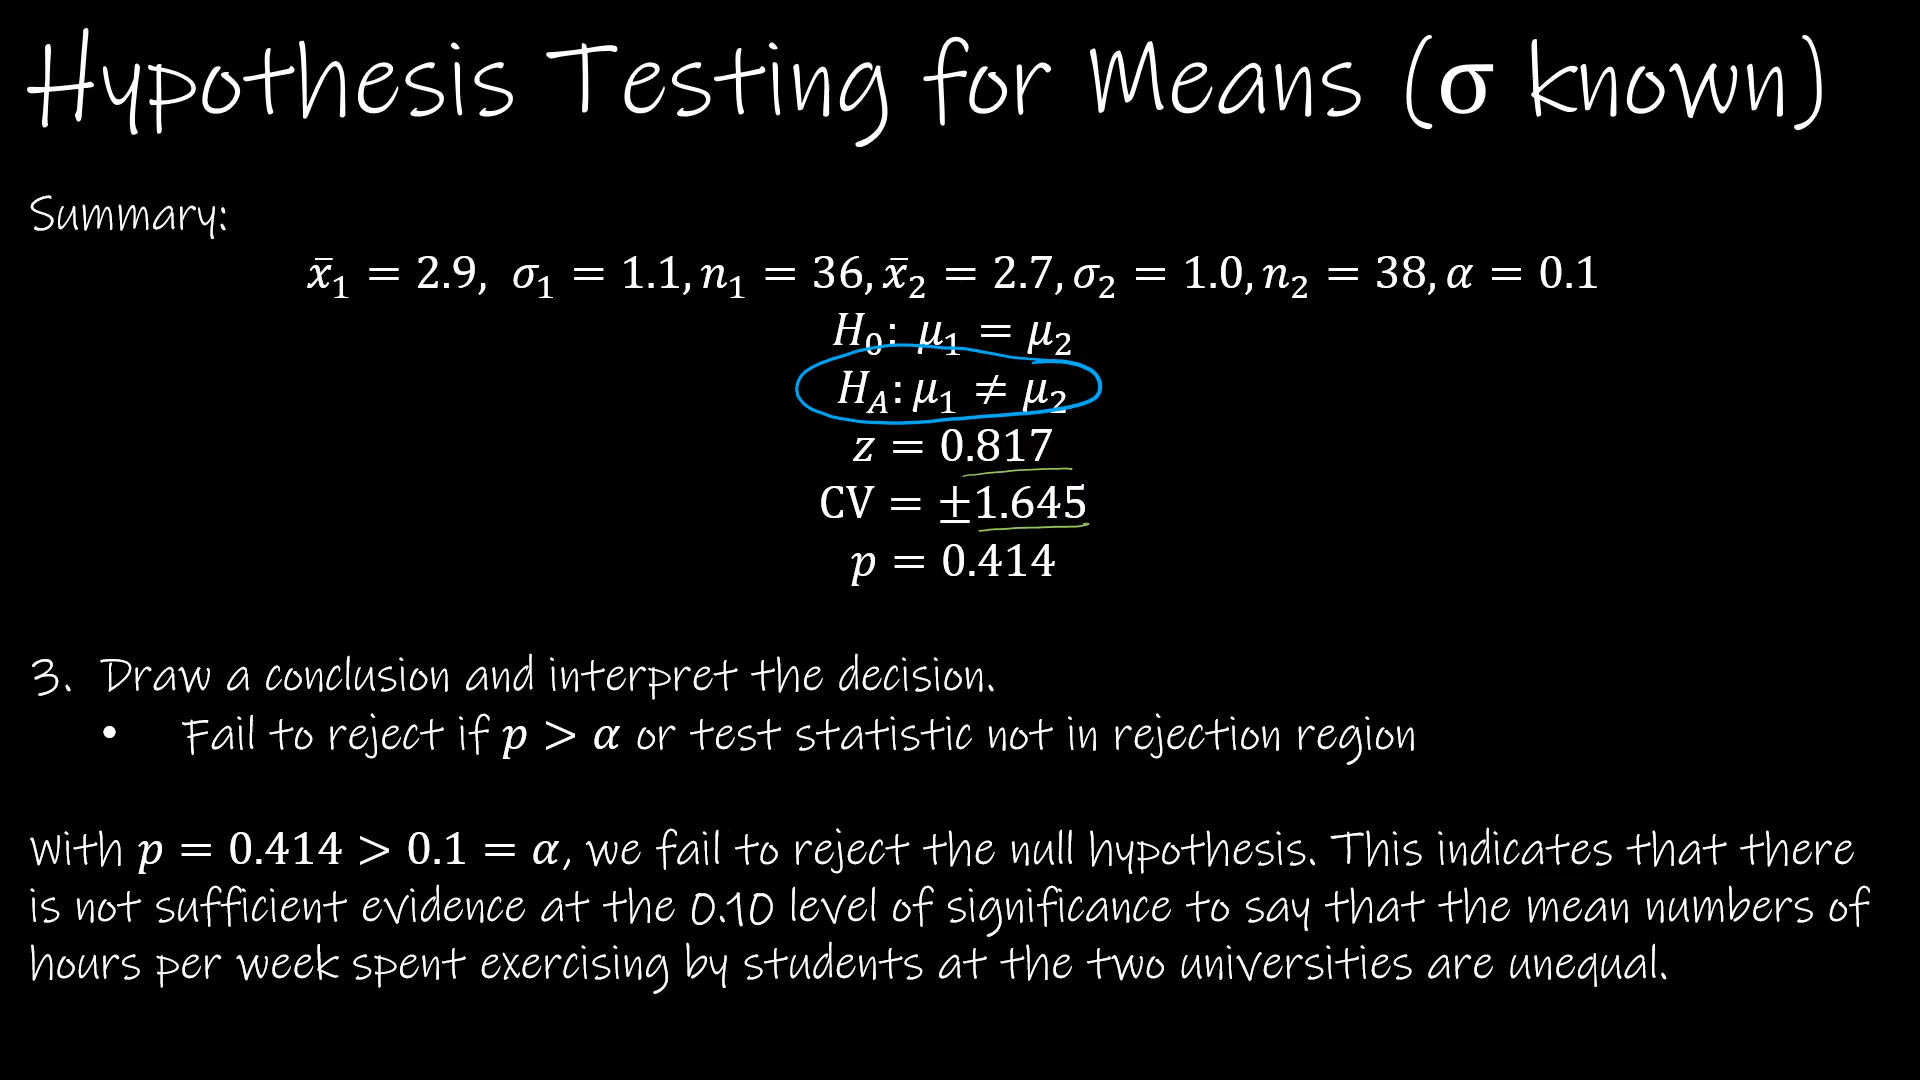 Hypothesis Testing for Means (σ known)
Summary:
x̄₁ = 2.9, σ₁ = 1.1, n₁ = 36, x̄₂ = 2.7, σ₂ = 1.0, n₂ = 38, α = 0.1
H₀: μ₁ = μ₂
H_A: μ₁ ≠ μ₂
z = 0.817
CV = ±1.645
p = 0.414
3. Draw a conclusion and interpret the decision.
• Fail to reject if p > α or test statistic not in rejection region
With p = 0.414 > 0.1 = α, we fail to reject the null hypothesis. This indicates that there
is not sufficient evidence at the 0.10 level of significance to say that the mean numbers of
hours per week spent exercising by students at the two universities are unequal.